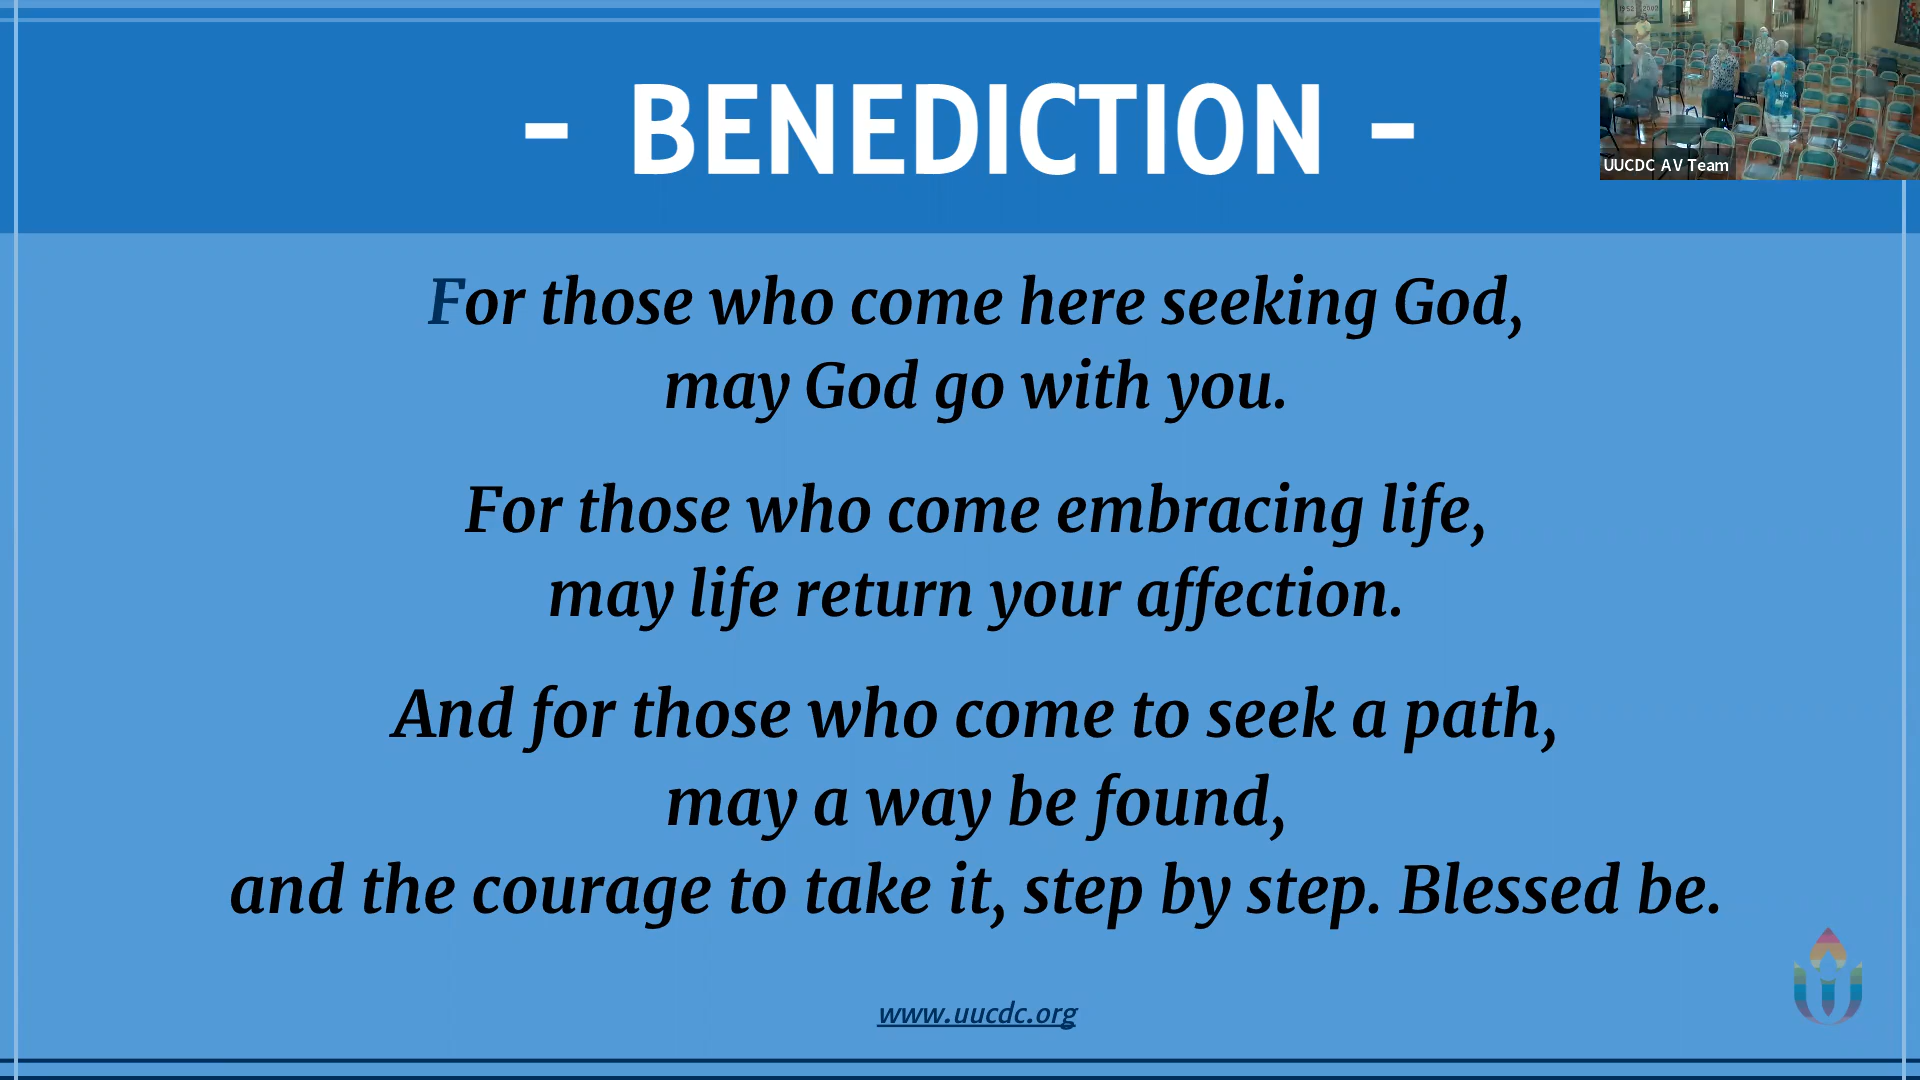 - BENEDICTION -
UUCDC AV Team
For those who come here seeking God,
may God go with you.
For those who come embracing life,
may life return your affection.
And for those who come to seek a path,
may a way be found,
and the courage to take it, step by step. Blessed be.
www.uucdc.org